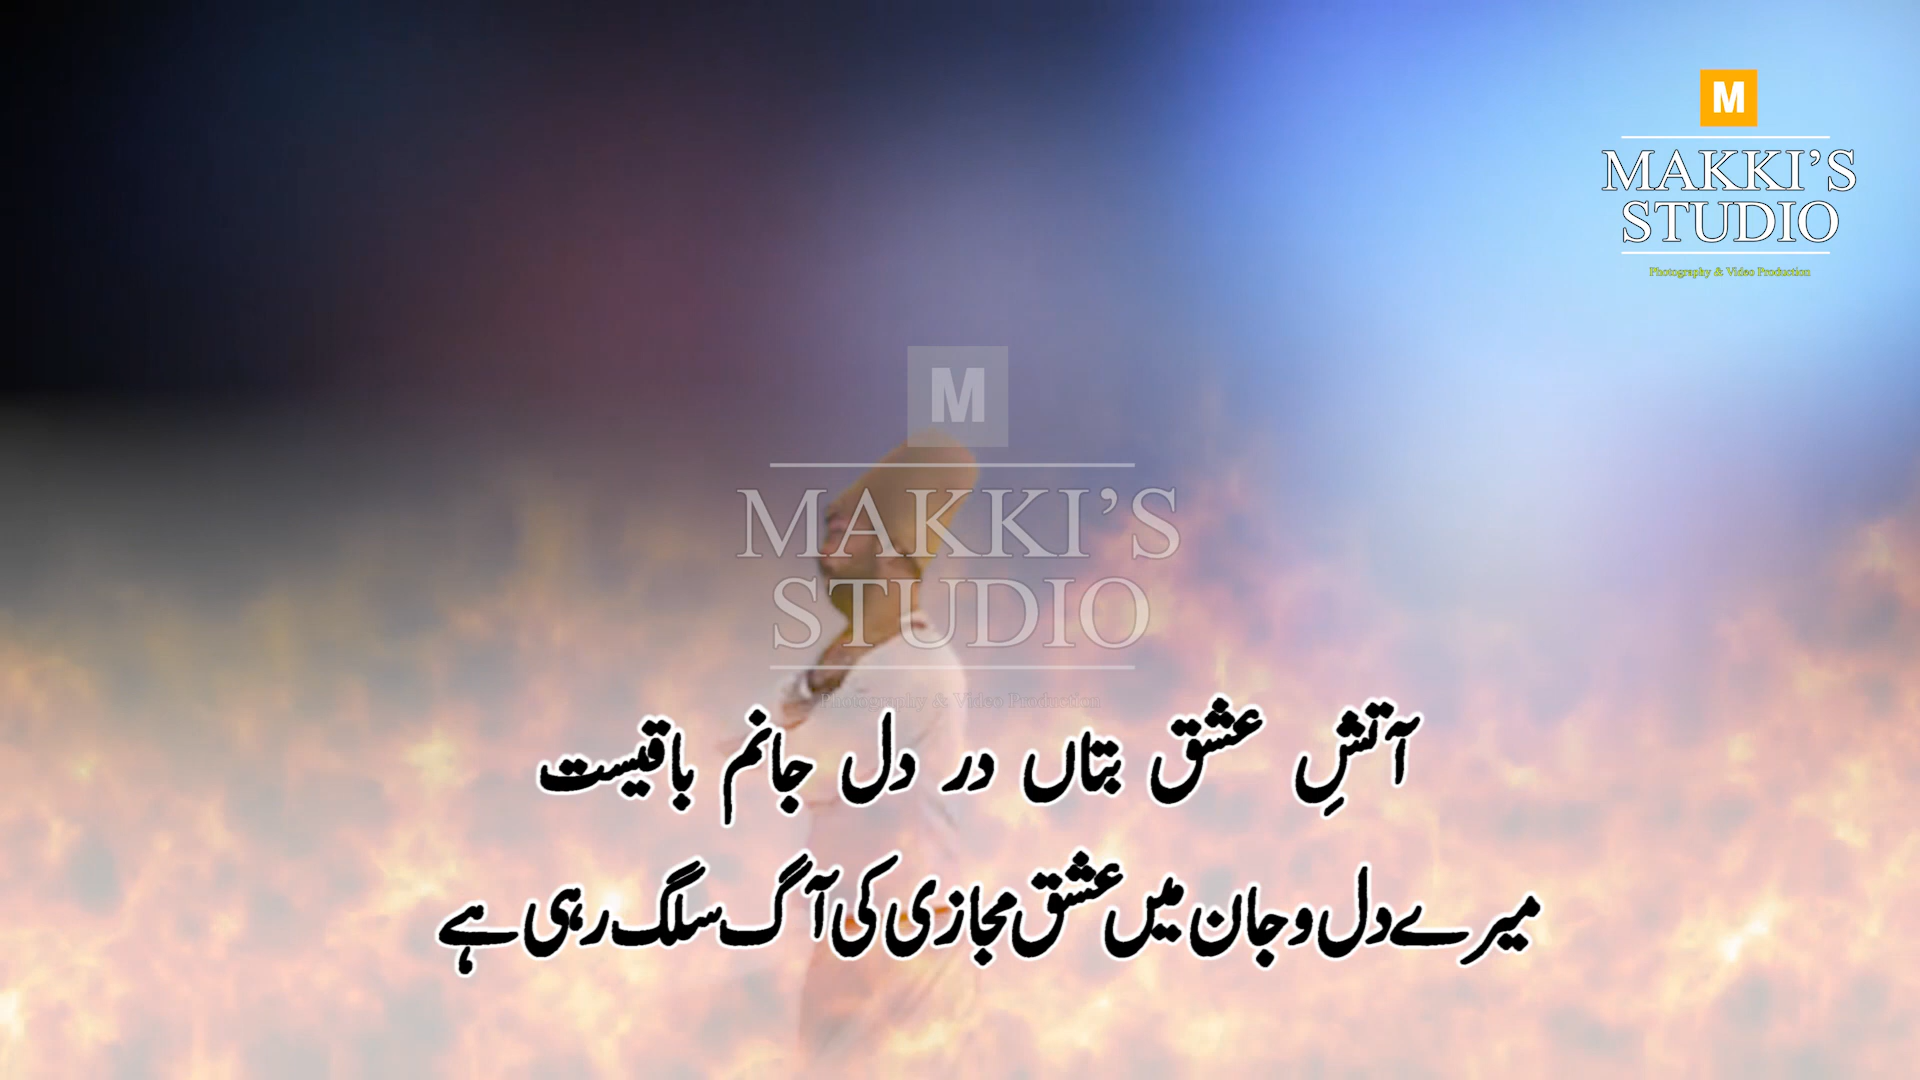 M
MAKKI'S
STUDIO
Photography & Video Production
M
MAKKI'S
STUDIO
Photography & Video Production
آتشِ عشق بتاں در دل جانم باقیست
میرے دل و جان میں عشق مجازی کی آگ سلگ رہی ہے